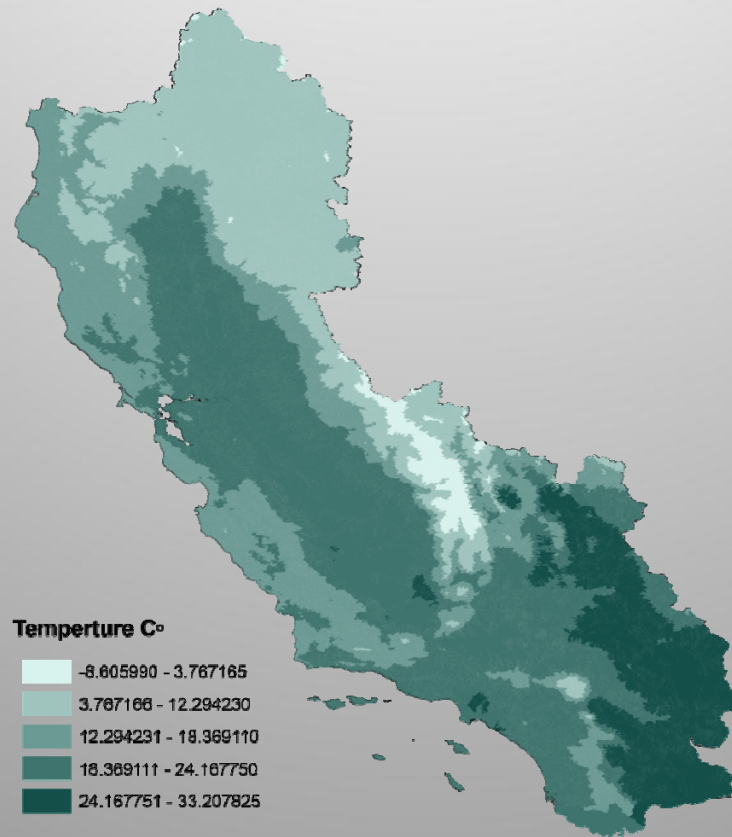 Temperture Cº
-8.605990 - 3.767165
3.767166 - 12.294230
12.294231 - 18.369110
18.369111 - 24.167750
24.167751 - 33.207825